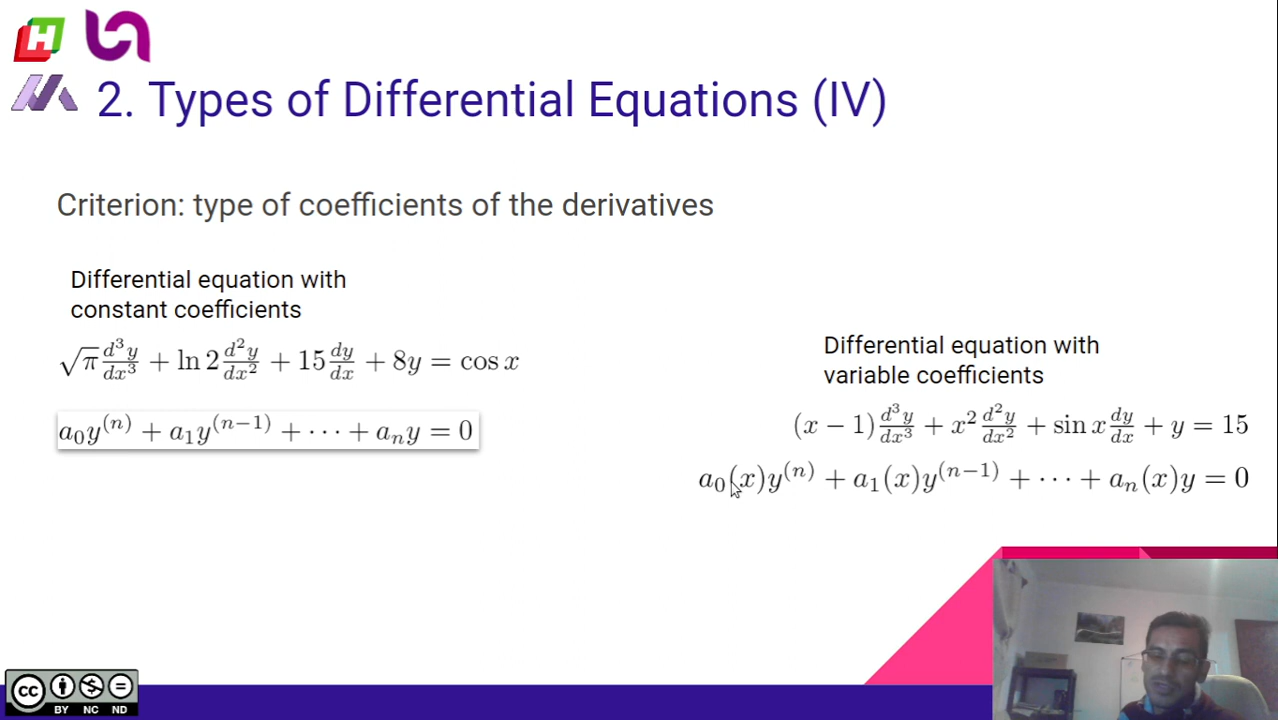 H
2. Types of Differential Equations (IV)
Criterion: type of coefficients of the derivatives
Differential equation with
constant coefficients
√π d³y/dx³ + ln 2 d²y/dx² + 15 dy/dx + 8y = cos x
a₀y⁽ⁿ⁾ + a₁y⁽ⁿ⁻¹⁾ + ⋯ + aₙy = 0
Differential equation with
variable coefficients
(x − 1) d³y/dx³ + x² d²y/dx² + sin x dy/dx + y = 15
a₀(x)y⁽ⁿ⁾ + a₁(x)y⁽ⁿ⁻¹⁾ + ⋯ + aₙ(x)y = 0
cc
BY NC ND